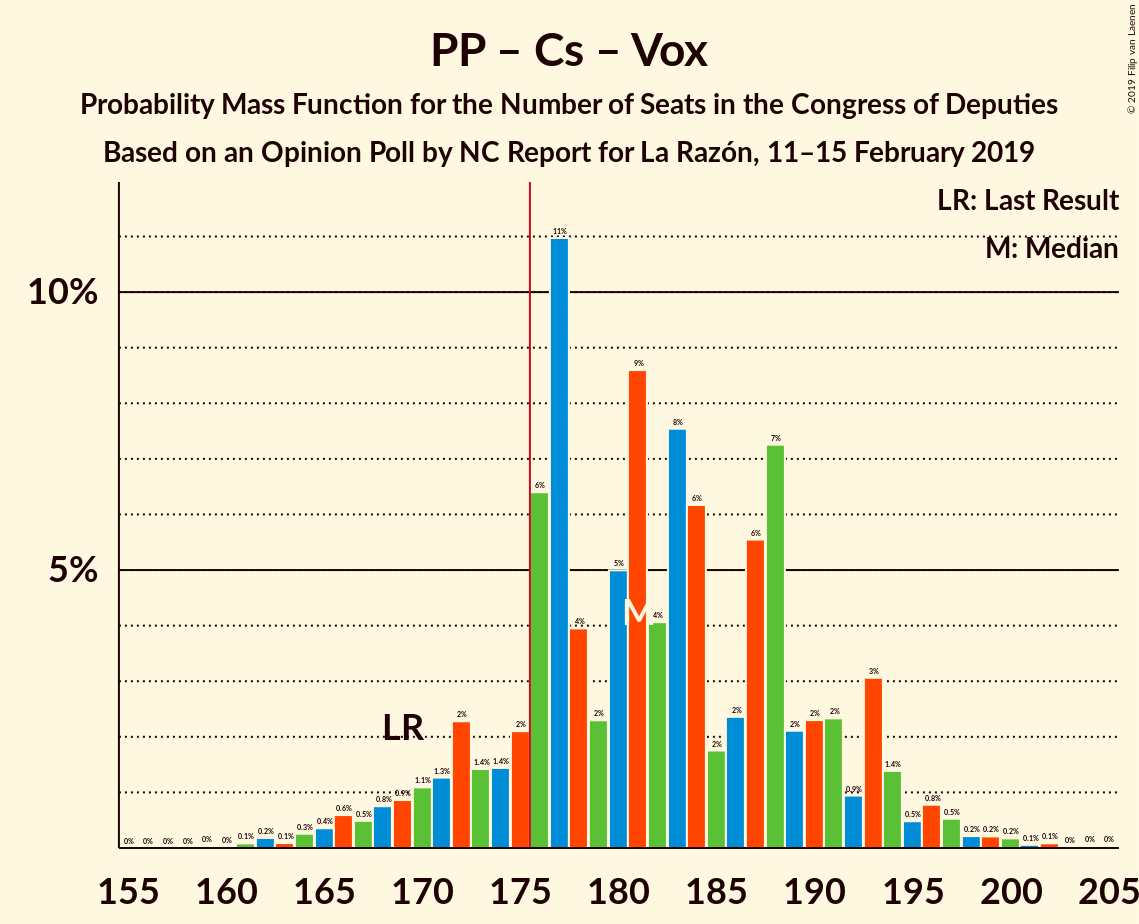 PP – Cs – Vox
Probability Mass Function for the Number of Seats in the Congress of Deputies
Based on an Opinion Poll by NC Report for La Razón, 11–15 February 2019
© 2019 Filip van Laenen
LR: Last Result
M: Median
10%
5%
LR
M
0% 0% 0% 0% 0% 0% 0.1% 0.2% 0.1% 0.3% 0.4% 0.6% 0.5% 0.8% 0.9% 1.1% 1.3% 2% 1.4% 1.4% 2% 6% 11% 4% 2% 5% 9% 4% 8% 6% 2% 2% 6% 7% 2% 2% 2% 0.9% 3% 1.4% 0.5% 0.8% 0.5% 0.2% 0.2% 0.2% 0.1% 0.1% 0% 0% 0%
155 160 165 170 175 180 185 190 195 200 205